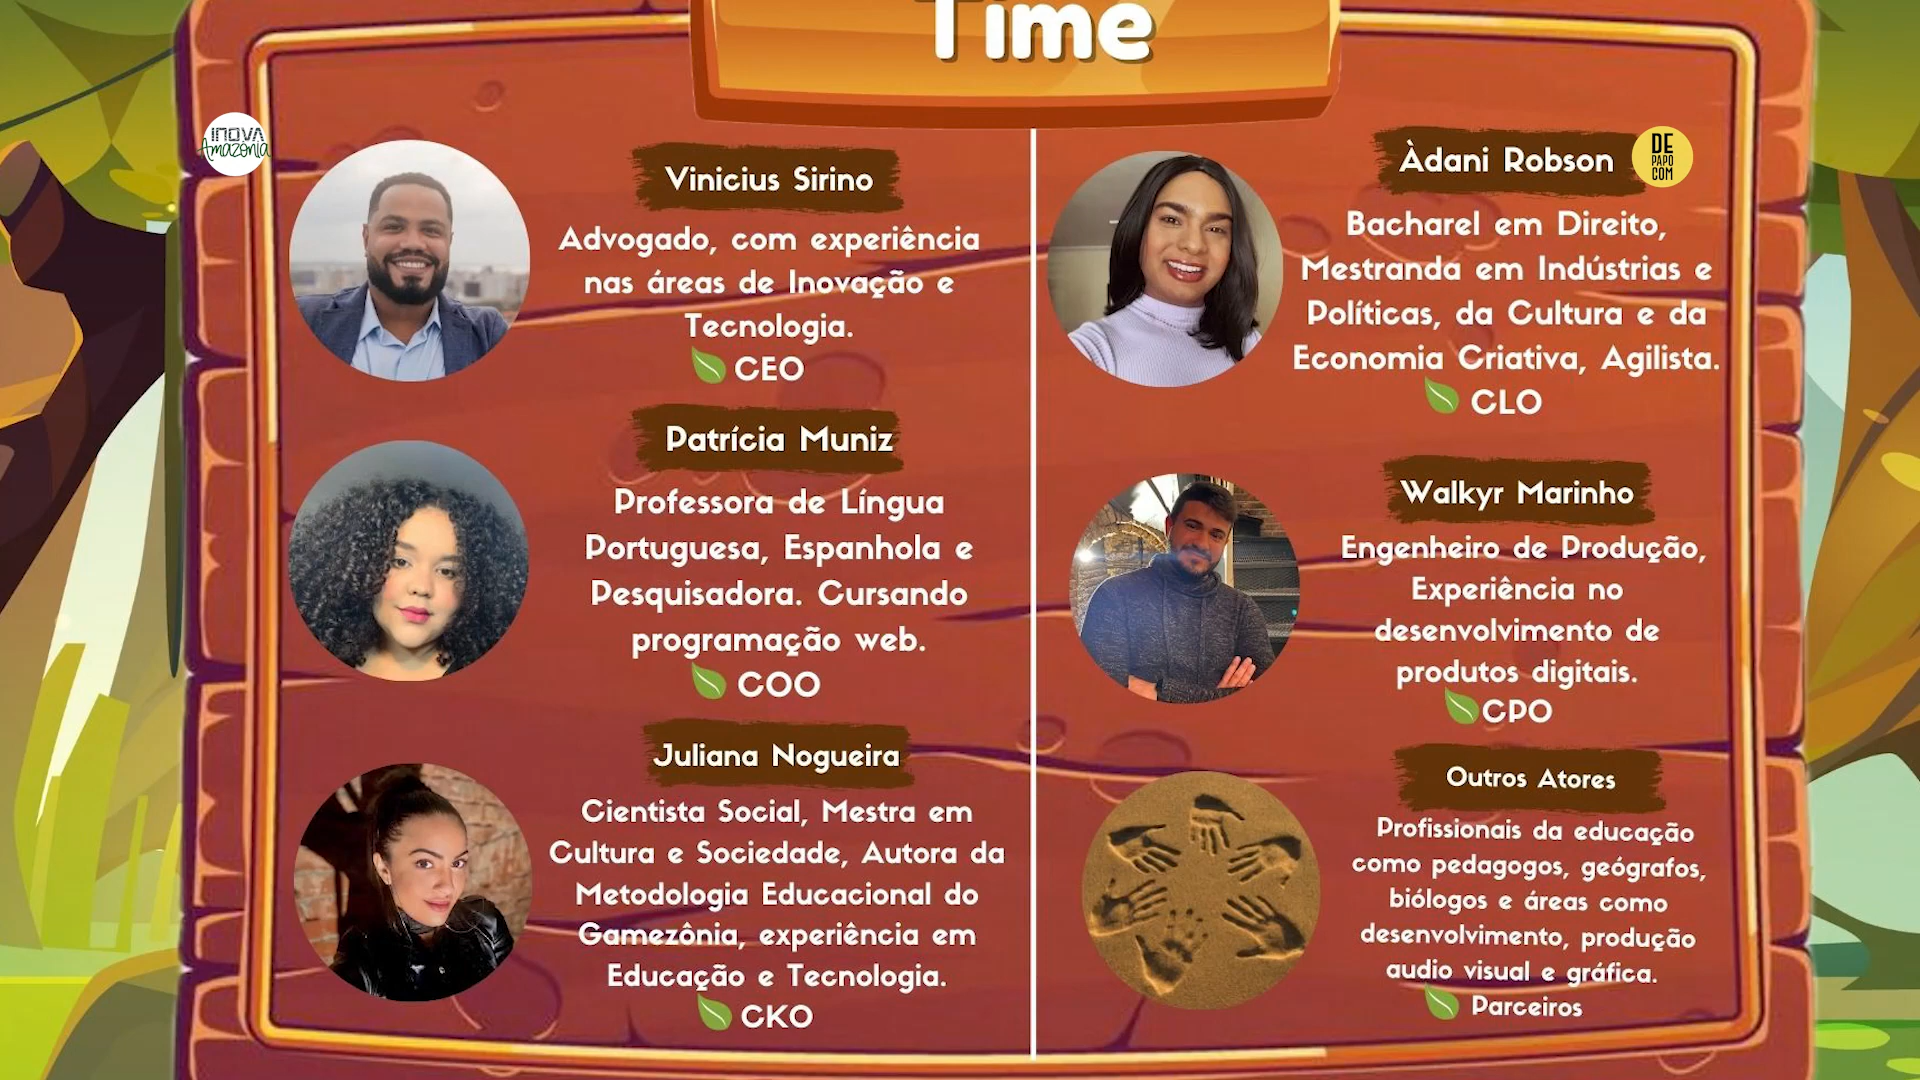 Time
INOVA
Amazônia
Vinicius Sirino
Advogado, com experiência
nas áreas de Inovação e
Tecnologia.
CEO
Patrícia Muniz
Professora de Língua
Portuguesa, Espanhola e
Pesquisadora. Cursando
programação web.
COO
Juliana Nogueira
Cientista Social, Mestra em
Cultura e Sociedade, Autora da
Metodologia Educacional do
Gamezônia, experiência em
Educação e Tecnologia.
CKO
Àdani Robson
DE
PAPO
COM
Bacharel em Direito,
Mestranda em Indústrias e
Políticas, da Cultura e da
Economia Criativa, Agilista.
CLO
Walkyr Marinho
Engenheiro de Produção,
Experiência no
desenvolvimento de
produtos digitais.
CPO
Outros Atores
Profissionais da educação
como pedagogos, geógrafos,
biólogos e áreas como
desenvolvimento, produção
audio visual e gráfica.
Parceiros